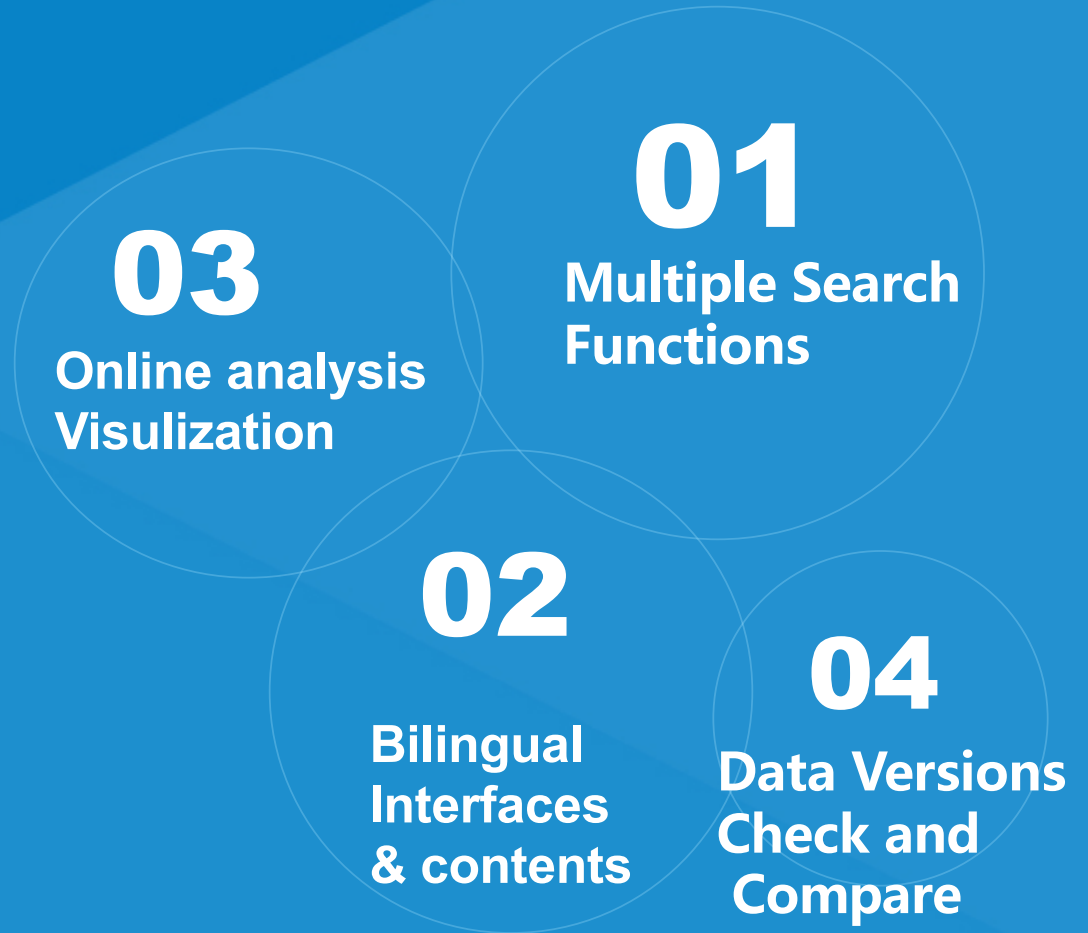 01
Multiple Search
Functions
03
Online analysis
Visulization
02
Bilingual
Interfaces
& contents
04
Data Versions
Check and
Compare